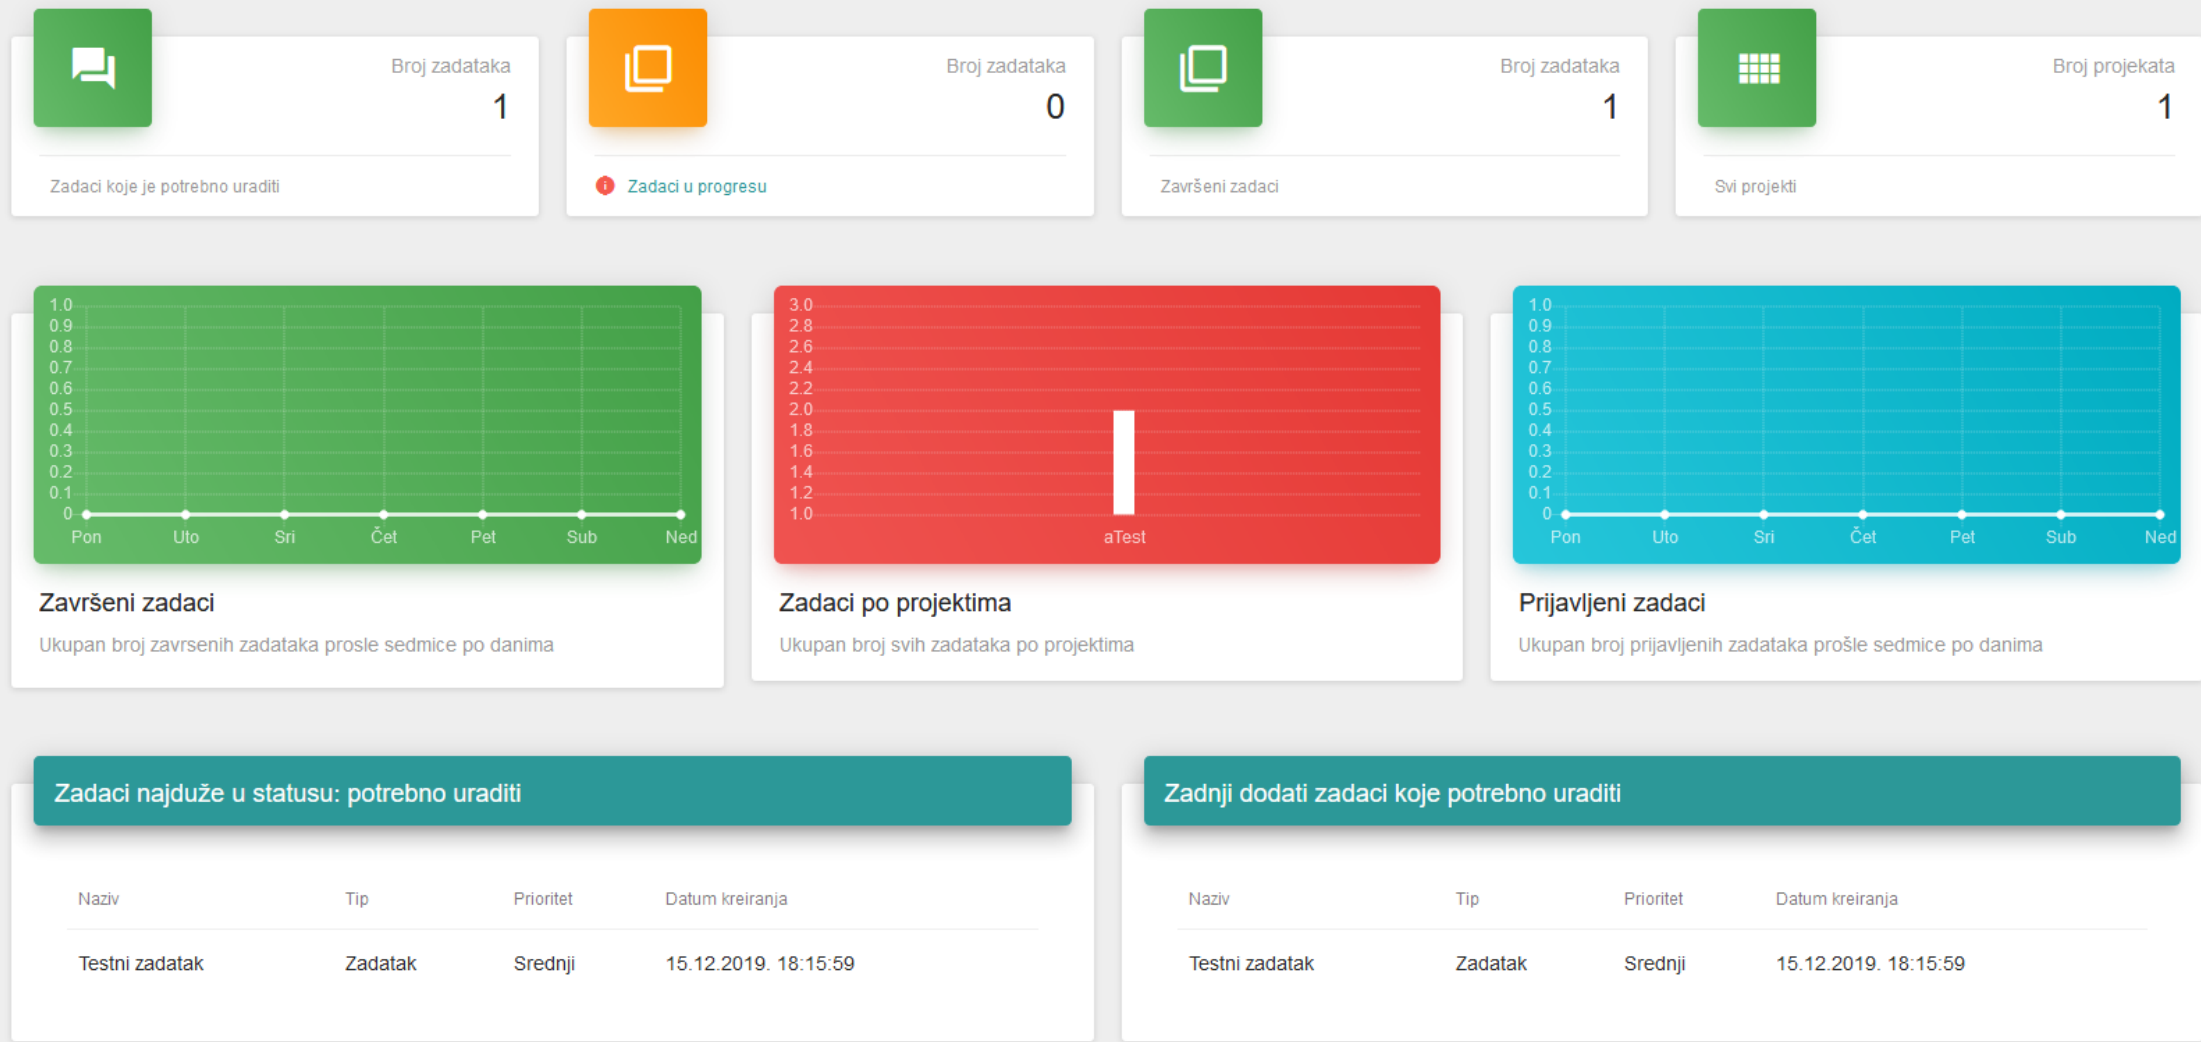 Broj zadataka
1
Zadaci koje je potrebno uraditi
Broj zadataka
0
Zadaci u progresu
Broj zadataka
1
Završeni zadaci
Broj projekata
1
Svi projekti
1.0
0.9
0.8
0.7
0.6
0.5
0.4
0.3
0.2
0.1
0
Pon Uto Sri Čet Pet Sub Ned
Završeni zadaci
Ukupan broj zavrsenih zadataka prosle sedmice po danima
3.0
2.8
2.6
2.4
2.2
2.0
1.8
1.6
1.4
1.2
1.0
aTest
Zadaci po projektima
Ukupan broj svih zadataka po projektima
1.0
0.9
0.8
0.7
0.6
0.5
0.4
0.3
0.2
0.1
0
Pon Uto Sri Čet Pet Sub Ned
Prijavljeni zadaci
Ukupan broj prijavljenih zadataka prošle sedmice po danima
Zadaci najduže u statusu: potrebno uraditi
Naziv Tip Prioritet Datum kreiranja
Testni zadatak Zadatak Srednji 15.12.2019. 18:15:59
Zadnji dodati zadaci koje potrebno uraditi
Naziv Tip Prioritet Datum kreiranja
Testni zadatak Zadatak Srednji 15.12.2019. 18:15:59